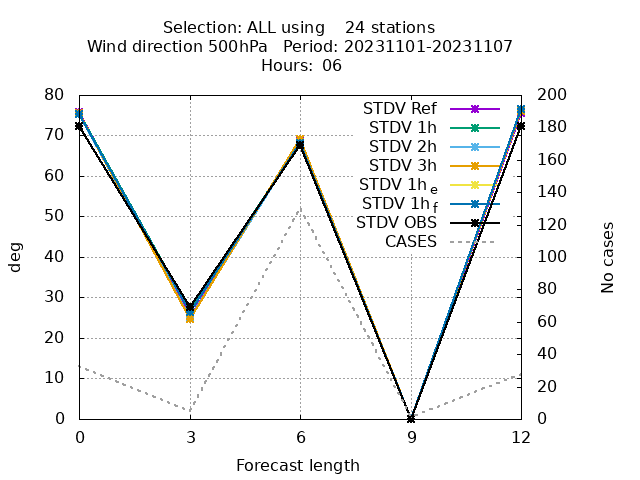 Selection: ALL using    24 stations
Wind direction 500hPa   Period: 20231101-20231107
Hours: 06
STDV Ref
STDV 1h
STDV 2h
STDV 3h
STDV 1h e
STDV 1h f
STDV OBS
CASES
80
70
60
50
40
30
20
10
0
deg
200
180
160
140
120
100
80
60
40
20
0
No cases
0 3 6 9 12
Forecast length